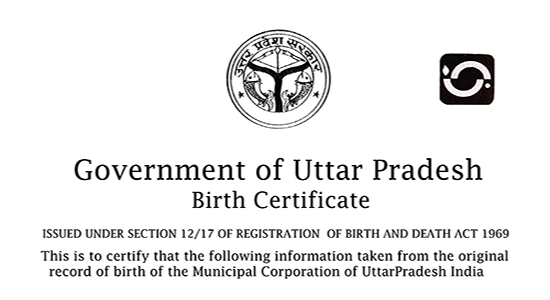 उत्तर प्रदेश सरकार
Government of Uttar Pradesh
Birth Certificate
ISSUED UNDER SECTION 12/17 OF REGISTRATION OF BIRTH AND DEATH ACT 1969
This is to certify that the following information taken from the original
record of birth of the Municipal Corporation of UttarPradesh India